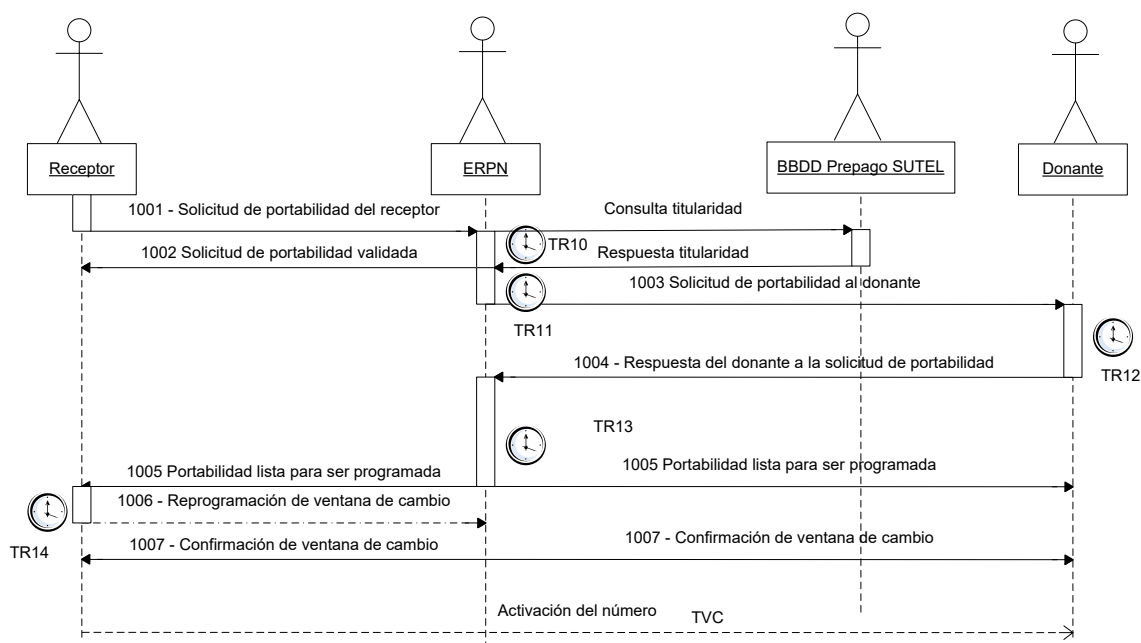 Receptor
ERPN
BBDD Prepago SUTEL
Donante
1001 - Solicitud de portabilidad del receptor
Consulta titularidad
TR10
1002 Solicitud de portabilidad validada
Respuesta titularidad
1003 Solicitud de portabilidad al donante
TR11
1004 - Respuesta del donante a la solicitud de portabilidad
TR12
TR13
1005 Portabilidad lista para ser programada
1005 Portabilidad lista para ser programada
1006 - Reprogramación de ventana de cambio
TR14
1007 - Confirmación de ventana de cambio
1007 - Confirmación de ventana de cambio
Activación del número
TVC